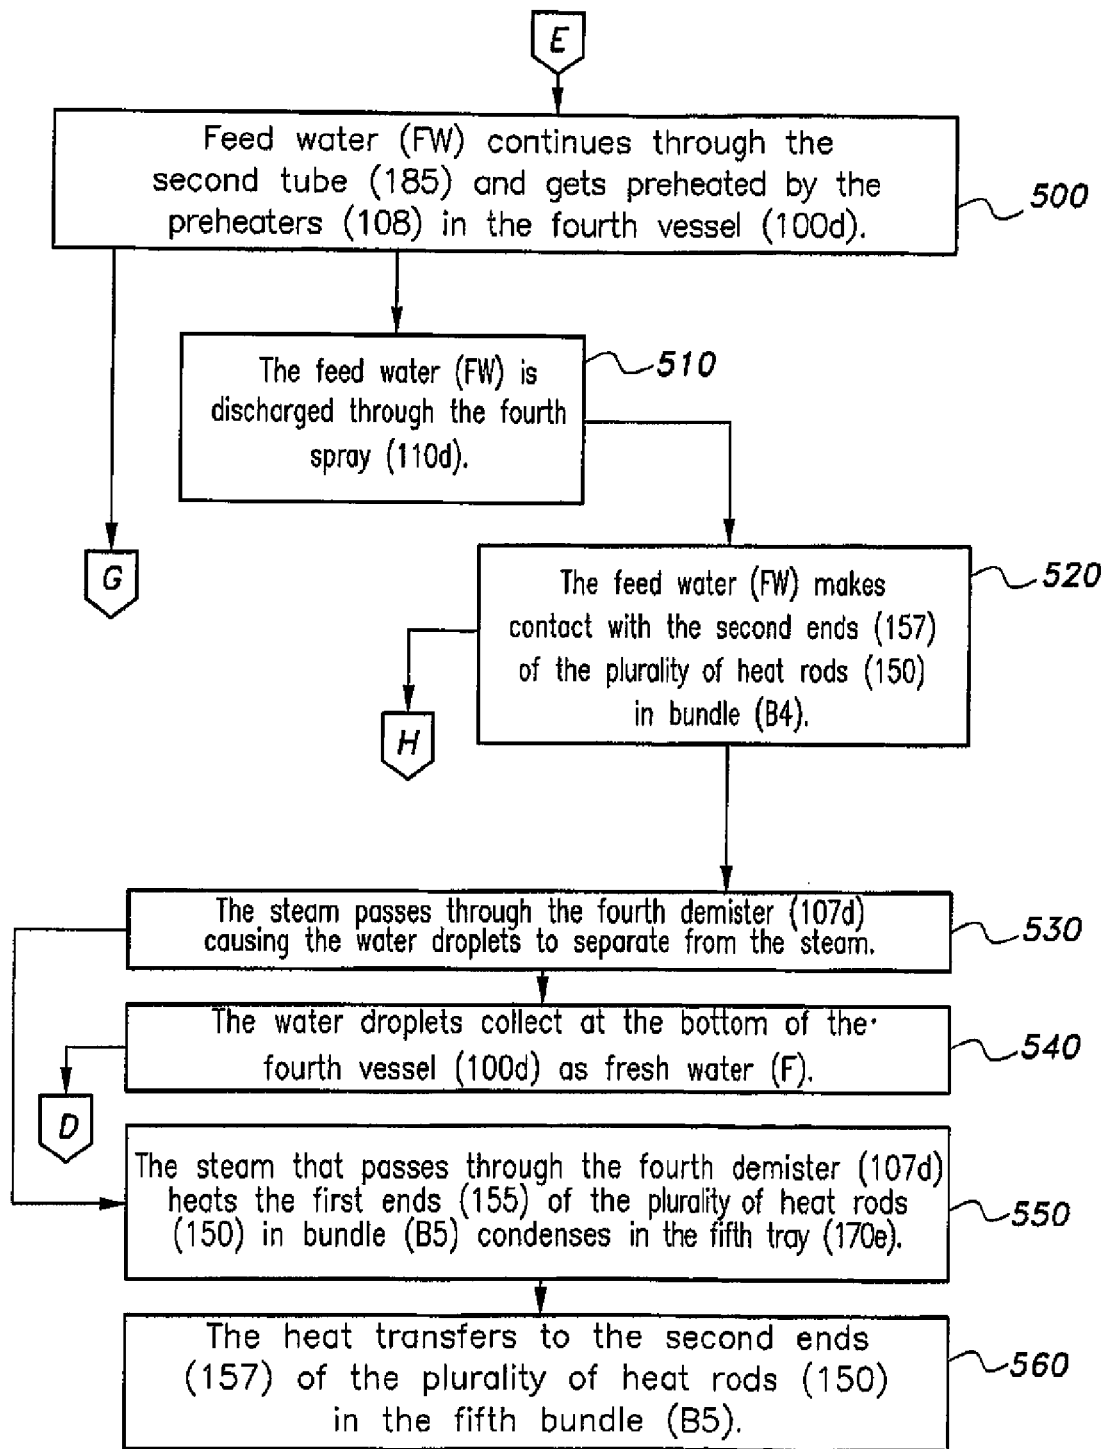 E
Feed water (FW) continues through the
second tube (185) and gets preheated by the
preheaters (108) in the fourth vessel (100d).
500
The feed water (FW) is
discharged through the fourth
spray (110d).
510
G
The feed water (FW) makes
contact with the second ends (157)
of the plurality of heat rods (150)
in bundle (B4).
520
H
The steam passes through the fourth demister (107d)
causing the water droplets to separate from the steam.
530
The water droplets collect at the bottom of the
fourth vessel (100d) as fresh water (F).
540
D
The steam that passes through the fourth demister (107d)
heats the first ends (155) of the plurality of heat rods
(150) in bundle (B5) condenses in the fifth tray (170e).
550
The heat transfers to the second ends
(157) of the plurality of heat rods (150)
in the fifth bundle (B5).
560